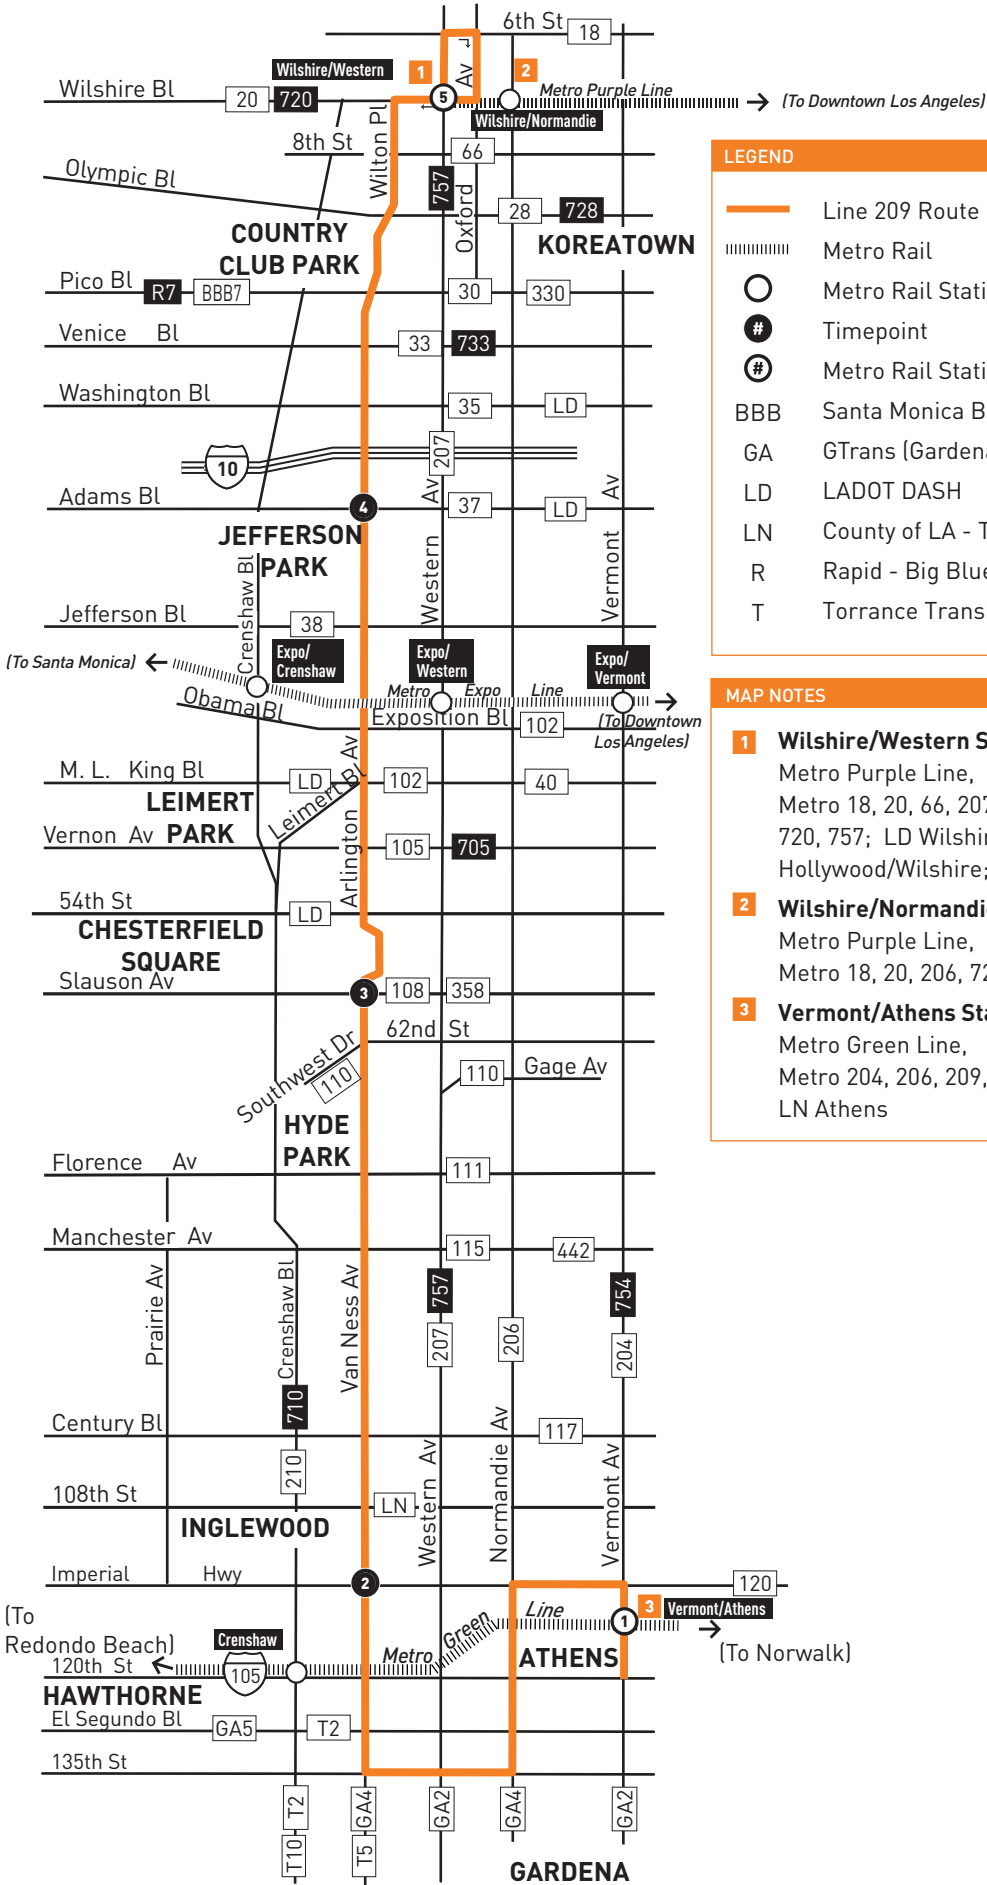 6th St
18
Wilshire/Western
1
Av
2
Wilshire Bl
20
720
5
Metro Purple Line
(To Downtown Los Angeles)
Wilshire/Normandie
Wilton Pl
8th St
66
Olympic Bl
757
Oxford
28
728
COUNTRY
CLUB PARK
KOREATOWN
Pico Bl
R7
BBB7
30
330
Venice Bl
33
733
Washington Bl
35
LD
10
207
Adams Bl
4
Av
37
LD
Av
JEFFERSON
PARK
Crenshaw Bl
Western
Vermont
Jefferson Bl
38
(To Santa Monica)
Expo/
Crenshaw
Expo/
Western
Expo/
Vermont
Metro Expo Line
Obama Bl
Exposition Bl
102
(To Downtown
Los Angeles)
Av
M. L. King Bl
LD
102
40
LEIMERT
PARK
Leimert Bl
Vernon Av
105
705
Arlington
54th St
LD
CHESTERFIELD
SQUARE
Slauson Av
3
108
358
62nd St
Southwest Dr
110
110
Gage Av
HYDE
PARK
Florence Av
111
Manchester Av
115
442
Prairie Av
Crenshaw Bl
Van Ness Av
757
207
206
754
204
710
Century Bl
117
210
Western Av
Normandie Av
Vermont Av
108th St
LN
INGLEWOOD
Imperial Hwy
2
120
(To
Redondo Beach)
Crenshaw
105
Metro Green Line
1
3
Vermont/Athens
(To Norwalk)
ATHENS
120th St
HAWTHORNE
El Segundo Bl
GA5
T2
135th St
T2
T10
GA4
T5
GA2
GA4
GA2
GARDENA
LEGEND
Line 209 Route
Metro Rail
Metro Rail Stati
# Timepoint
# Metro Rail Stati
BBB Santa Monica B
GA GTrans (Gardena
LD LADOT DASH
LN County of LA - T
R Rapid - Big Blue
T Torrance Trans
MAP NOTES
1 Wilshire/Western S
Metro Purple Line,
Metro 18, 20, 66, 207
720, 757; LD Wilshir
Hollywood/Wilshire;
2 Wilshire/Normandie
Metro Purple Line,
Metro 18, 20, 206, 72
3 Vermont/Athens Sta
Metro Green Line,
Metro 204, 206, 209,
LN Athens